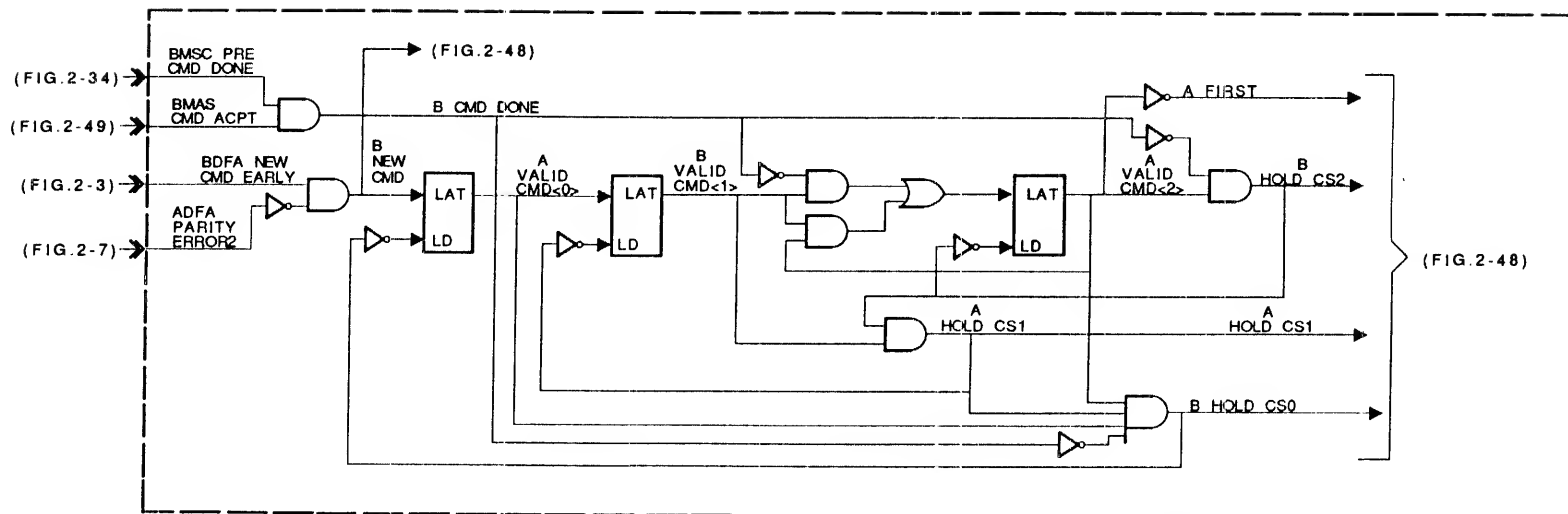 (FIG.2-48)
BMSC PRE
CMD DONE
(FIG.2-34)
BMAS
CMD ACPT
(FIG.2-49)
B CMD DONE
A FIRST
BDFA NEW
CMD EARLY
(FIG.2-3)
B
NEW
CMD
ADFA
PARITY
ERROR2
(FIG.2-7)
LAT
LD
A
VALID
CMD<0>
LAT
LD
B
VALID
CMD<1>
LAT
LD
A
VALID
CMD<2>
B
HOLD CS2
(FIG.2-48)
A
HOLD CS1
A
HOLD CS1
B HOLD CS0